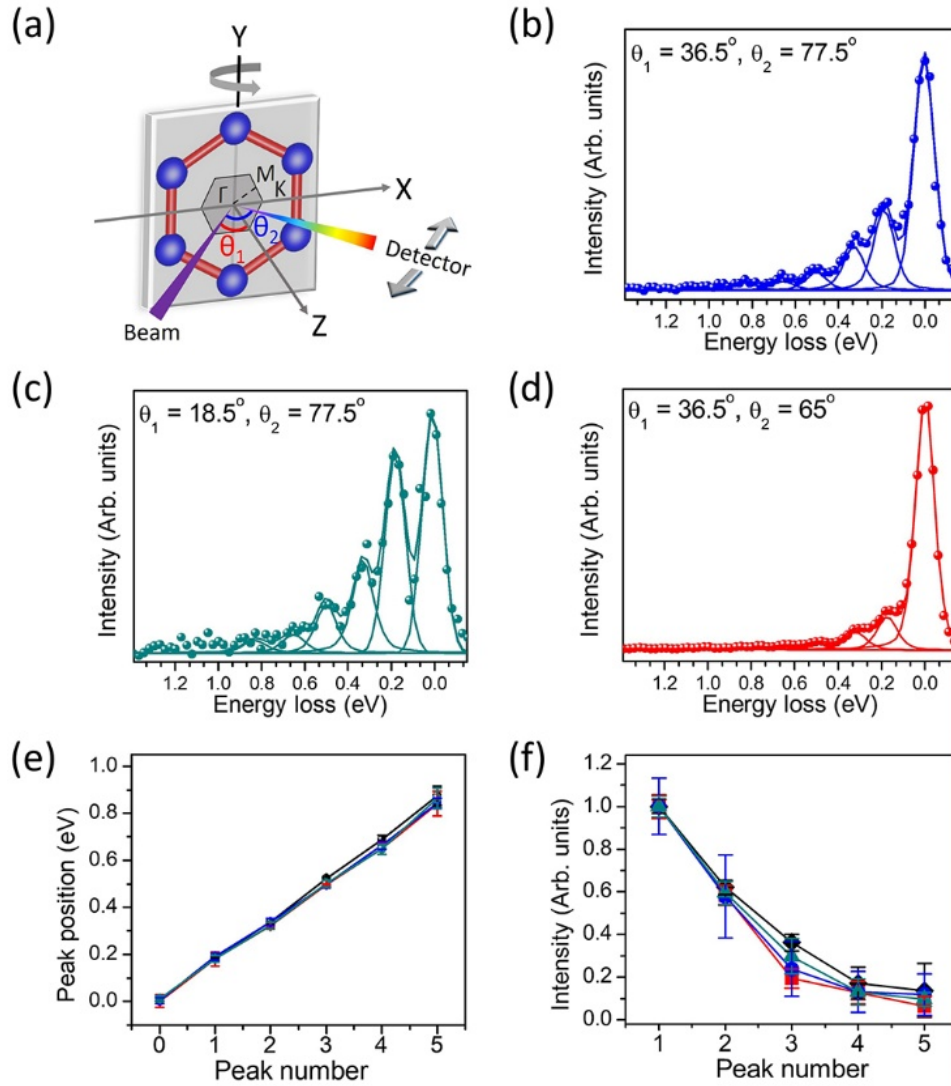 (a)
Y
X
Z
Γ
M
K
θ1
θ2
Beam
Detector
(b)
θ1 = 36.5°, θ2 = 77.5°
Intensity (Arb. units)
1.2 1.0 0.8 0.6 0.4 0.2 0.0
Energy loss (eV)
(c)
θ1 = 18.5°, θ2 = 77.5°
Intensity (Arb. units)
1.2 1.0 0.8 0.6 0.4 0.2 0.0
Energy loss (eV)
(d)
θ1 = 36.5°, θ2 = 65°
Intensity (Arb. units)
1.2 1.0 0.8 0.6 0.4 0.2 0.0
Energy loss (eV)
(e)
Peak position (eV)
1.0
0.8
0.6
0.4
0.2
0.0
0 1 2 3 4 5
Peak number
(f)
Intensity (Arb. units)
1.2
1.0
0.8
0.6
0.4
0.2
0.0
1 2 3 4 5
Peak number